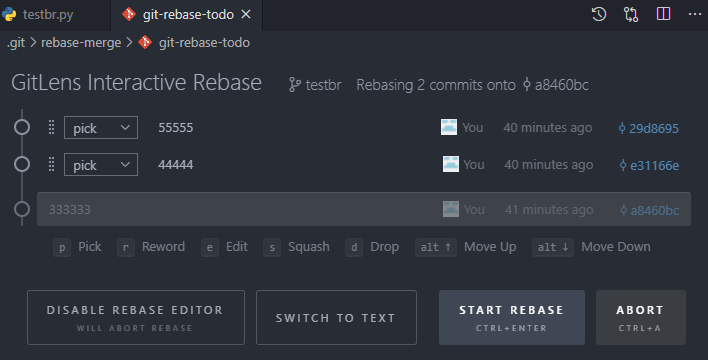 testbr.py git-rebase-todo
.git > rebase-merge > git-rebase-todo
GitLens Interactive Rebase testbr Rebasing 2 commits onto a8460bc
pick 55555 You 40 minutes ago 29d8695
pick 44444 You 40 minutes ago e31166e
333333 You 41 minutes ago a8460bc
p Pick r Reword e Edit s Squash d Drop alt ↑ Move Up alt ↓ Move Down
DISABLE REBASE EDITOR SWITCH TO TEXT START REBASE ABORT
WILL ABORT REBASE CTRL+ENTER CTRL+A